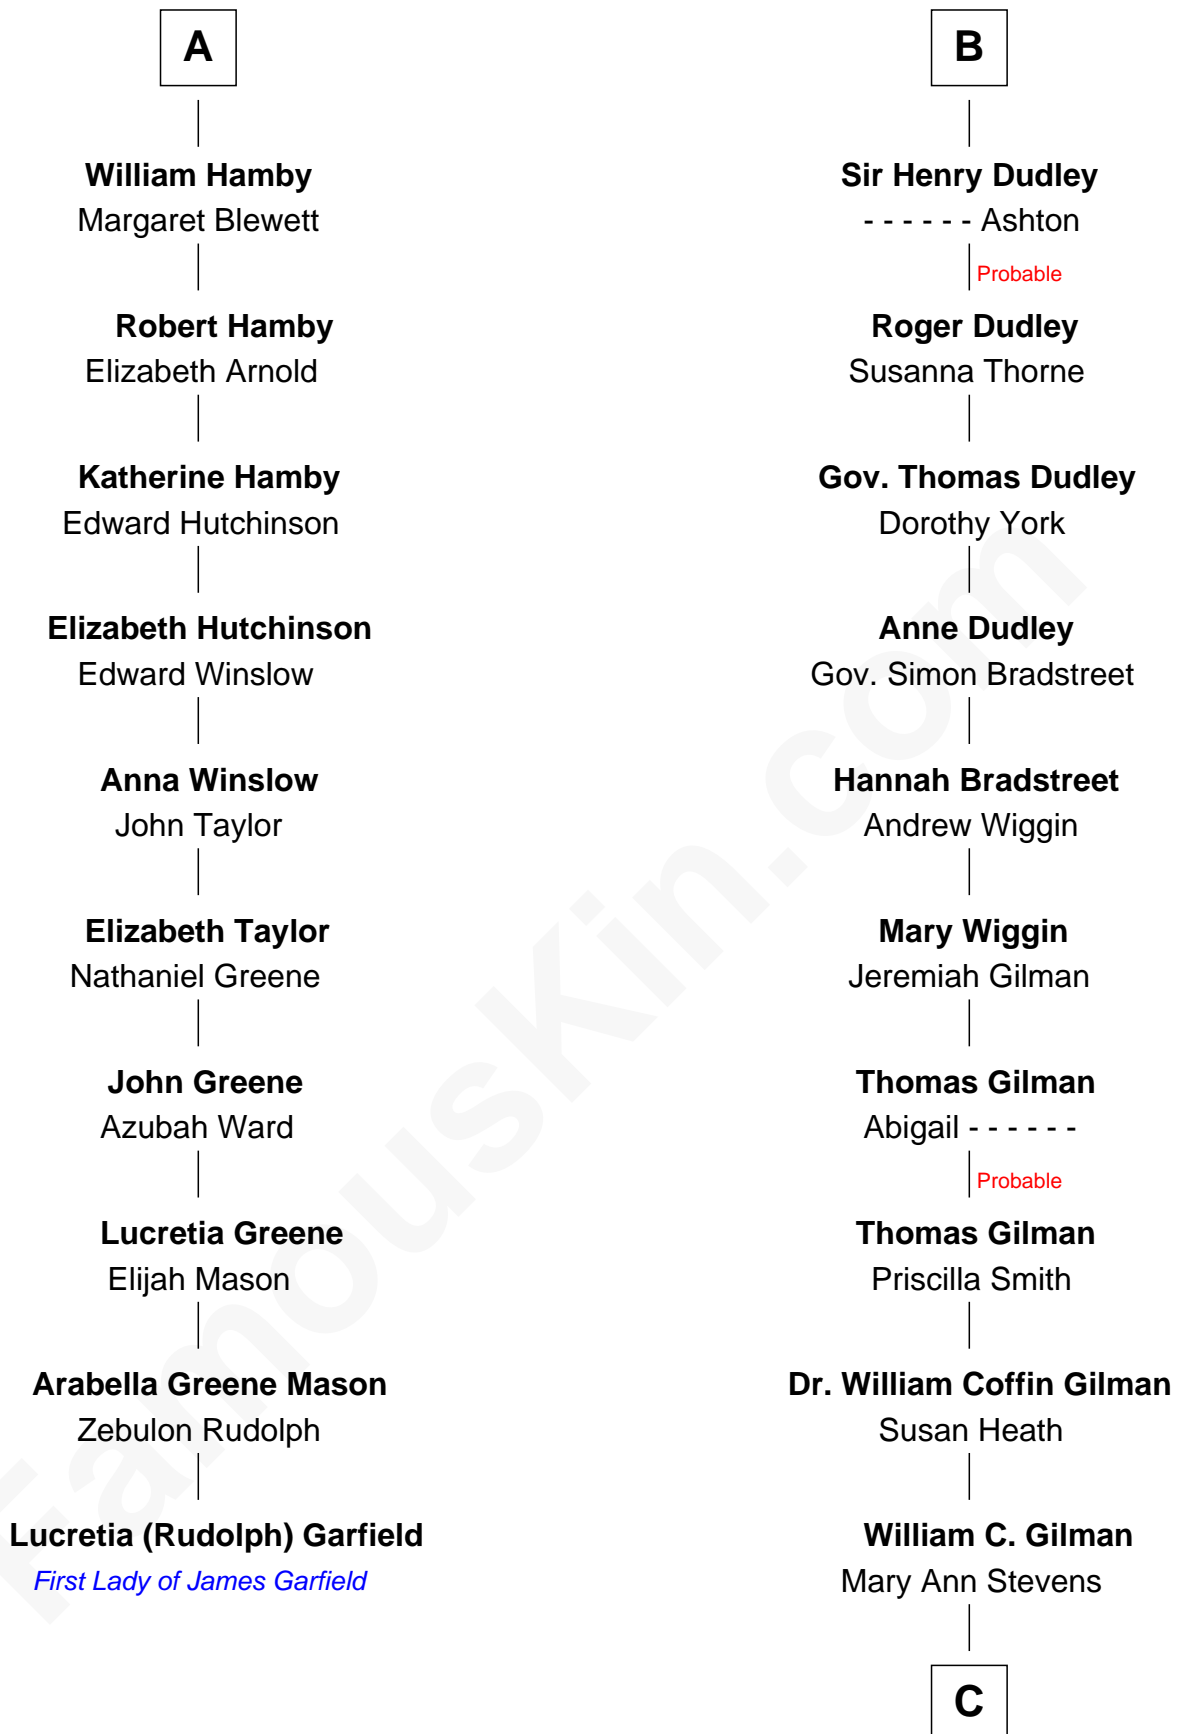 A
William Hamby
Margaret Blewett
Robert Hamby
Elizabeth Arnold
Katherine Hamby
Edward Hutchinson
Elizabeth Hutchinson
Edward Winslow
Anna Winslow
John Taylor
Elizabeth Taylor
Nathaniel Greene
John Greene
Azubah Ward
Lucretia Greene
Elijah Mason
Arabella Greene Mason
Zebulon Rudolph
Lucretia (Rudolph) Garfield
First Lady of James Garfield
B
Sir Henry Dudley
- - - - - - Ashton
Probable
Roger Dudley
Susanna Thorne
Gov. Thomas Dudley
Dorothy York
Anne Dudley
Gov. Simon Bradstreet
Hannah Bradstreet
Andrew Wiggin
Mary Wiggin
Jeremiah Gilman
Thomas Gilman
Abigail - - - - - -
Probable
Thomas Gilman
Priscilla Smith
Dr. William Coffin Gilman
Susan Heath
William C. Gilman
Mary Ann Stevens
C
FamousKin.com